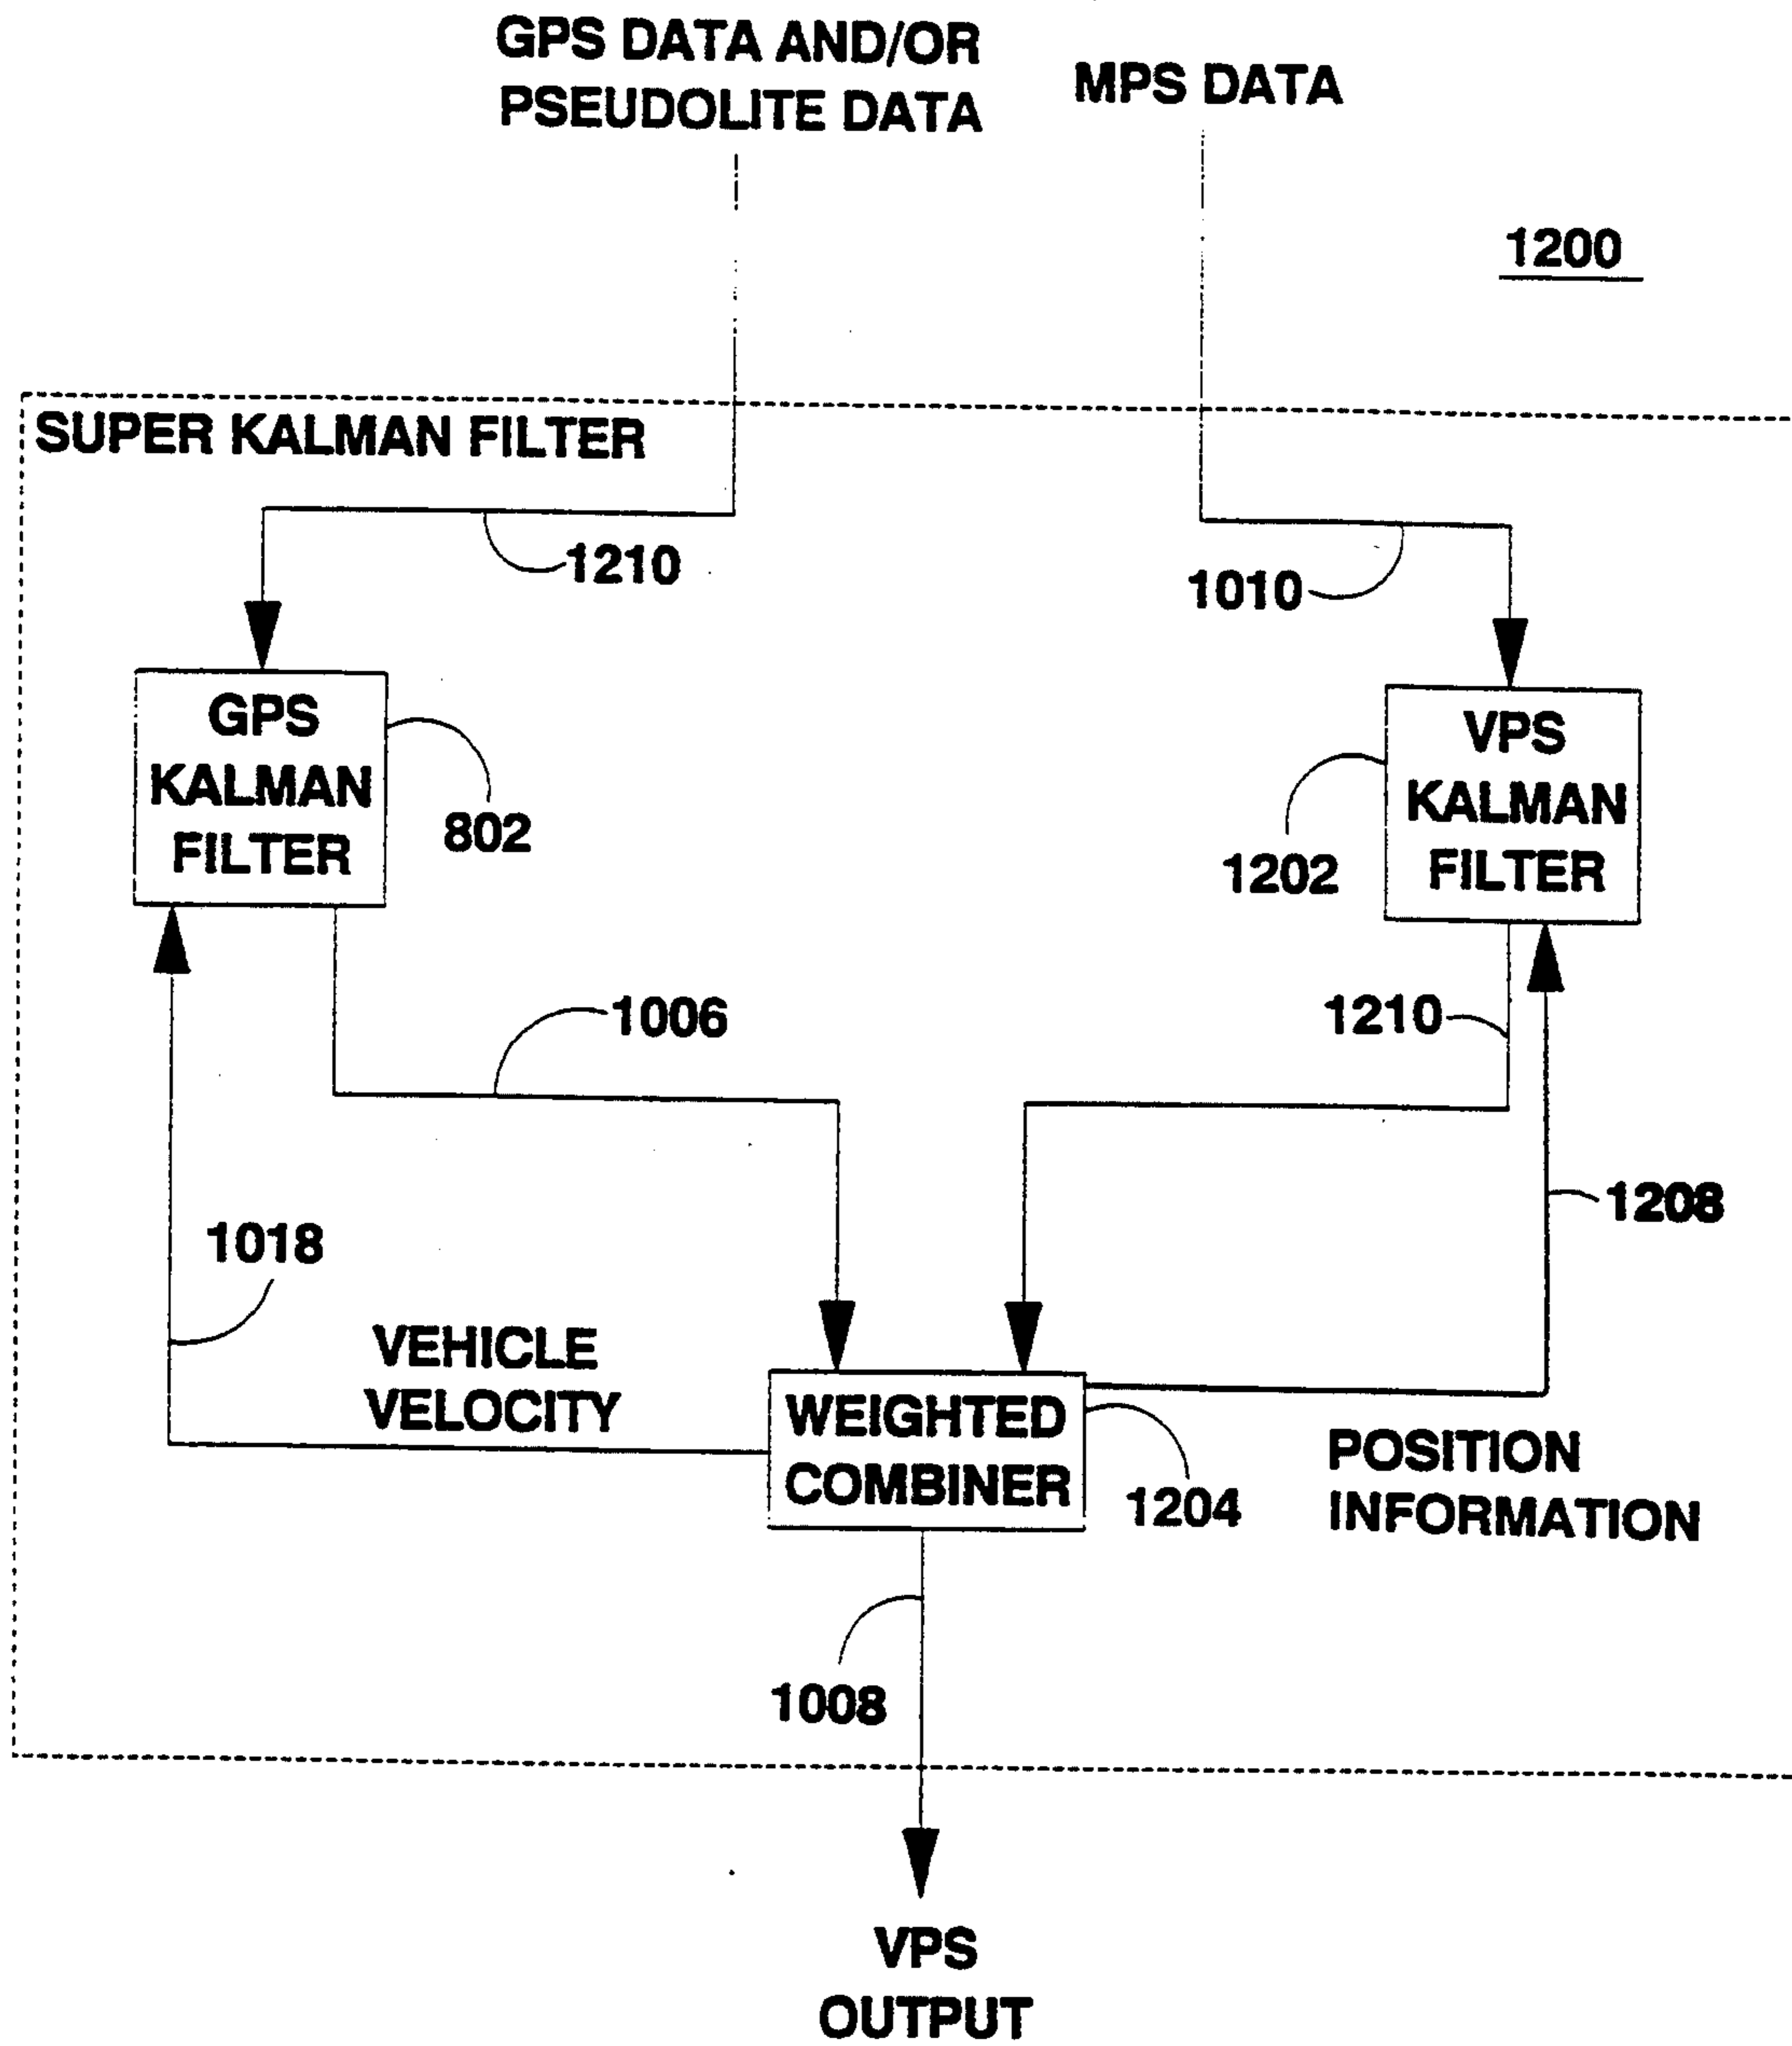 GPS DATA AND/OR
PSEUDOLITE DATA
MPS DATA
1200
SUPER KALMAN FILTER
1210
1010
GPS
KALMAN
FILTER
802
VPS
KALMAN
FILTER
1202
1006
1210
1208
1018
VEHICLE
VELOCITY
WEIGHTED
COMBINER
1204
POSITION
INFORMATION
1008
VPS
OUTPUT